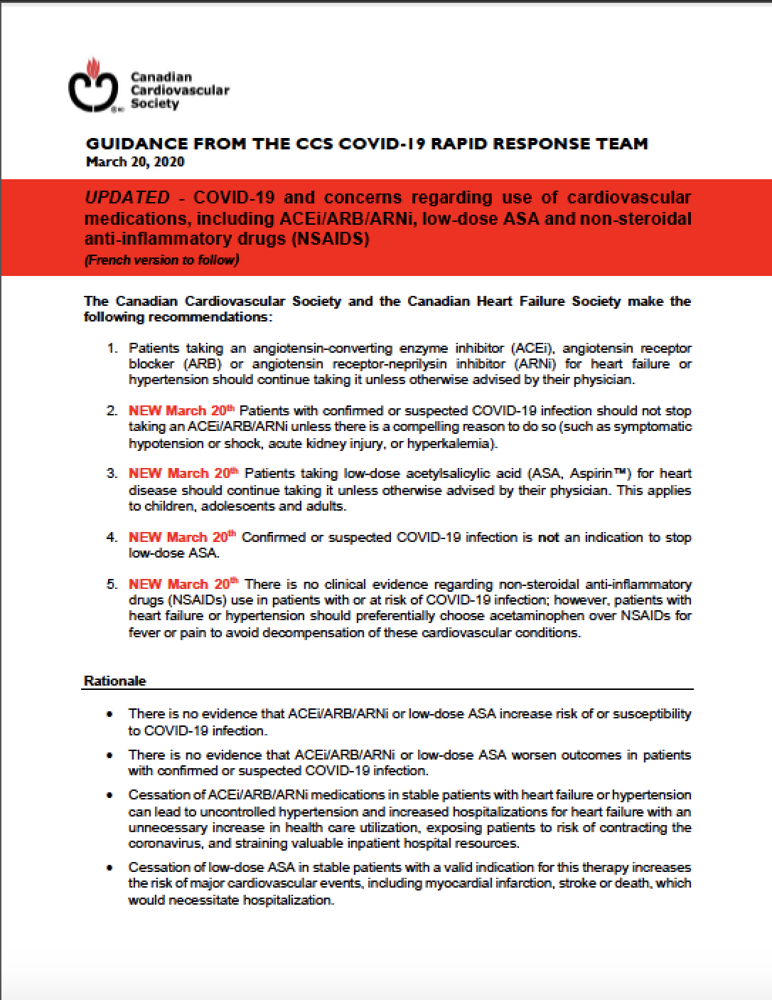 Canadian
Cardiovascular
Society
GUIDANCE FROM THE CCS COVID-19 RAPID RESPONSE TEAM
March 20, 2020
UPDATED - COVID-19 and concerns regarding use of cardiovascular
medications, including ACEi/ARB/ARNi, low-dose ASA and non-steroidal
anti-inflammatory drugs (NSAIDS)
(French version to follow)
The Canadian Cardiovascular Society and the Canadian Heart Failure Society make the
following recommendations:
1. Patients taking an angiotensin-converting enzyme inhibitor (ACEi), angiotensin receptor
blocker (ARB) or angiotensin receptor-neprilysin inhibitor (ARNi) for heart failure or
hypertension should continue taking it unless otherwise advised by their physician.
2. NEW March 20th Patients with confirmed or suspected COVID-19 infection should not stop
taking an ACEi/ARB/ARNi unless there is a compelling reason to do so (such as symptomatic
hypotension or shock, acute kidney injury, or hyperkalemia).
3. NEW March 20th Patients taking low-dose acetylsalicylic acid (ASA, Aspirin™) for heart
disease should continue taking it unless otherwise advised by their physician. This applies
to children, adolescents and adults.
4. NEW March 20th Confirmed or suspected COVID-19 infection is not an indication to stop
low-dose ASA.
5. NEW March 20th There is no clinical evidence regarding non-steroidal anti-inflammatory
drugs (NSAIDs) use in patients with or at risk of COVID-19 infection; however, patients with
heart failure or hypertension should preferentially choose acetaminophen over NSAIDs for
fever or pain to avoid decompensation of these cardiovascular conditions.
Rationale
• There is no evidence that ACEi/ARB/ARNi or low-dose ASA increase risk of or susceptibility
to COVID-19 infection.
• There is no evidence that ACEi/ARB/ARNi or low-dose ASA worsen outcomes in patients
with confirmed or suspected COVID-19 infection.
• Cessation of ACEi/ARB/ARNi medications in stable patients with heart failure or hypertension
can lead to uncontrolled hypertension and increased hospitalizations for heart failure with an
unnecessary increase in health care utilization, exposing patients to risk of contracting the
coronavirus, and straining valuable inpatient hospital resources.
• Cessation of low-dose ASA in stable patients with a valid indication for this therapy increases
the risk of major cardiovascular events, including myocardial infarction, stroke or death, which
would necessitate hospitalization.